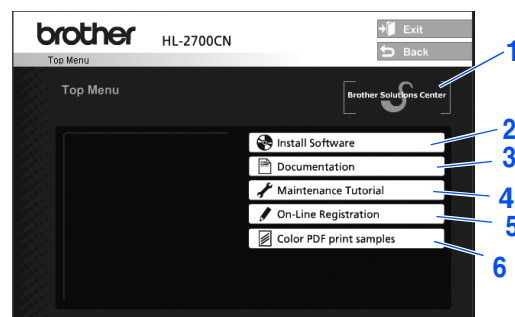 brother
HL-2700CN
Exit
Back
Top Menu
Top Menu
Brother Solutions Center
1
Install Software
2
Documentation
3
Maintenance Tutorial
4
On-Line Registration
5
Color PDF print samples
6